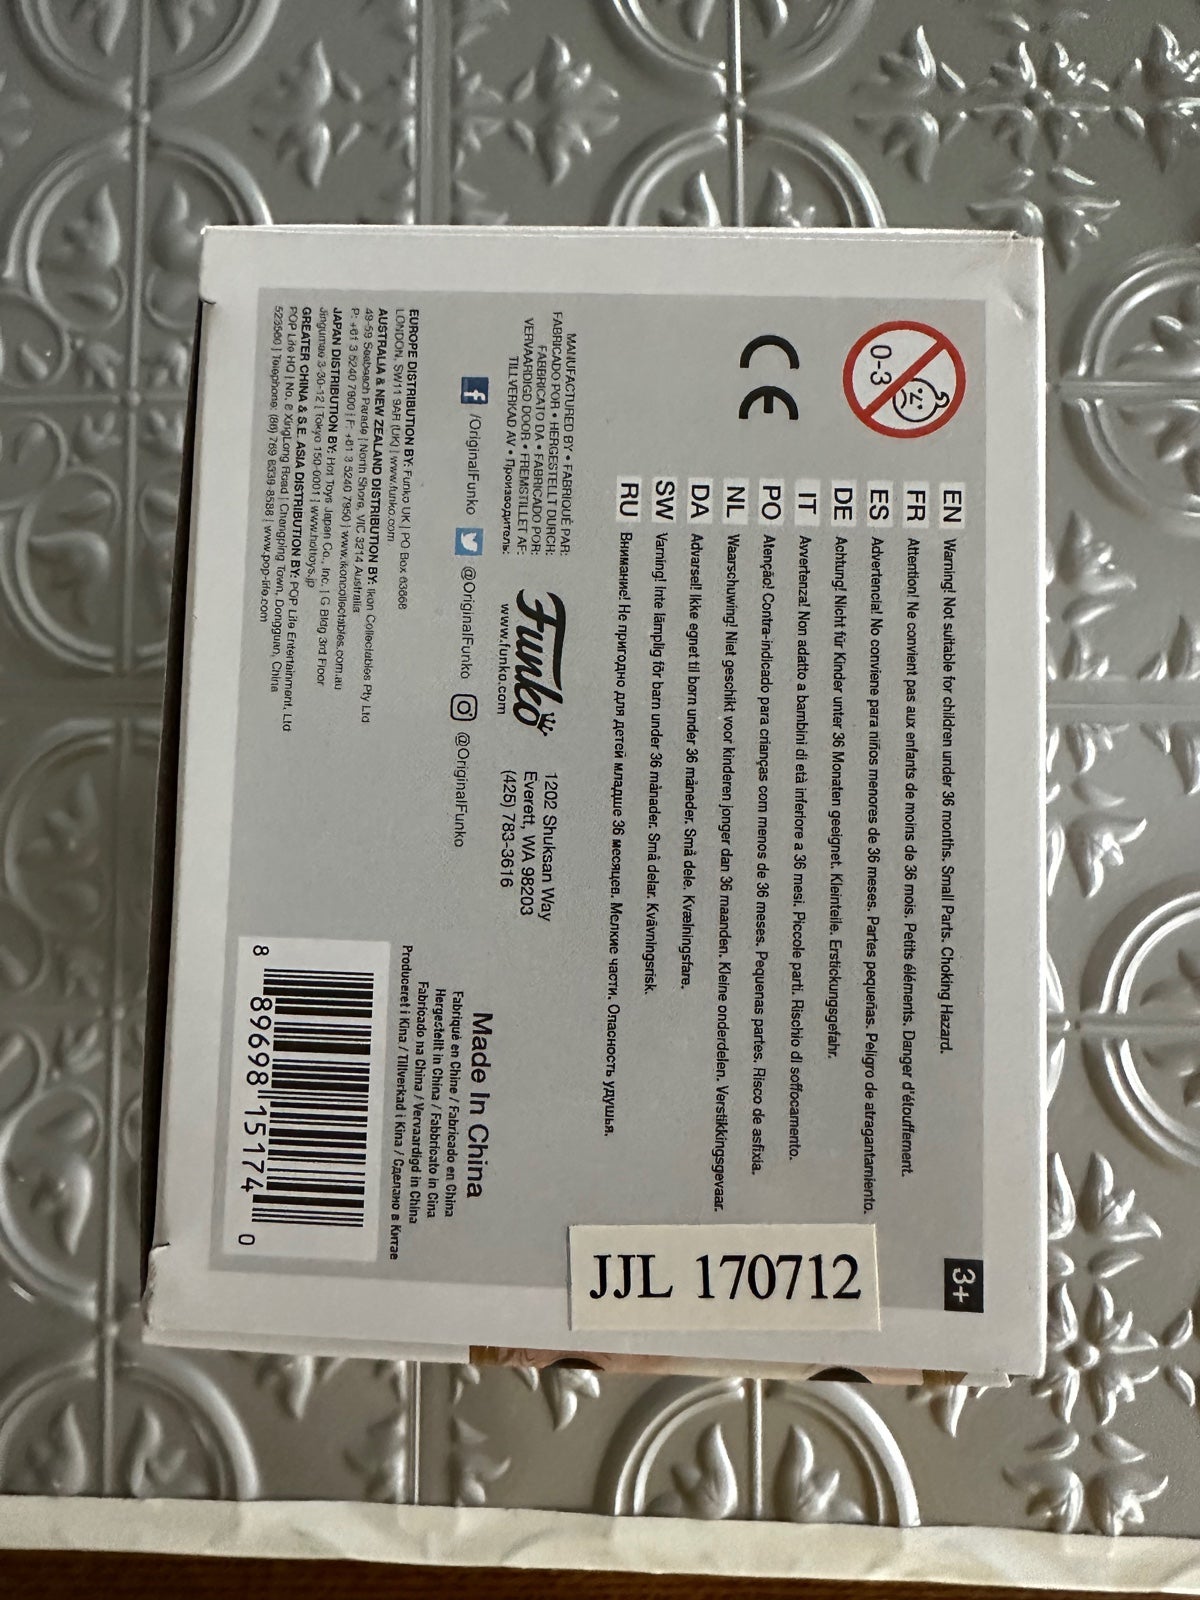 0-3
EN Warning! Not suitable for children under 36 months. Small Parts. Choking Hazard.
FR Attention! Ne convient pas aux enfants de moins de 36 mois. Petits éléments. Danger d'étouffement.
ES Advertencia! No conviene para niños menores de 36 meses. Partes pequeñas. Peligro de atragantamiento.
DE Achtung! Nicht für Kinder unter 36 Monaten geeignet. Kleinteile. Erstickungsgefahr.
IT Avvertenza! Non adatto a bambini di età inferiore a 36 mesi. Piccole parti. Rischio di soffocamento.
PO Atenção! Contra-indicado para crianças com menos de 36 meses. Pequenas partes. Risco de asfixia.
NL Waarschuwing! Niet geschikt voor kinderen jonger dan 36 maanden. Kleine onderdelen. Verstikkingsgevaar.
DA Advarsel! Ikke egnet til børn under 36 måneder. Små dele. Kvælningsfare.
SW Varning! Inte lämplig för barn under 36 månader. Små delar. Kvävningsrisk.
RU Внимание! Не пригодно для детей младше 36 месяцев. Мелкие части. Опасность удушья.
CE
3+
JJL 170712
MANUFACTURED BY • FABRIQUÉ PAR:
FABRICADO POR • HERGESTELLT DURCH:
FABBRICATO DA • FABRICADO POR:
VERVAARDIGD DOOR • FREMSTILLET AF:
TILLVERKAD AV • Производитель:
Funko
www.funko.com
1202 Shuksan Way
Everett, WA 98203
(425) 783-3616
/OriginalFunko @OriginalFunko @OriginalFunko
EUROPE DISTRIBUTION BY: Funko UK | PO Box 63668
LONDON, SW11 9AR (UK) | www.funko.com
AUSTRALIA & NEW ZEALAND DISTRIBUTION BY: Ikon Collectables Pty Ltd
49-59 Seabeach Parade | North Shore, VIC 3214 Australia
P: +61 3 5240 7900 | F: +61 3 5240 7950 | www.ikoncollectables.com.au
JAPAN DISTRIBUTION BY: Hot Toys Japan Co., Inc. | G Bldg 3rd Floor
Jingumae 3-30-12 | Tokyo 150-0001 | www.hottoys.jp
GREATER CHINA & S.E. ASIA DISTRIBUTION BY: POP Life Entertainment. Ltd
POP Life HQ | No. 6 XingLong Road | Changping Town, Dongguan, China
523560 | Telephone: (86) 769 8339-8588 | www.pop-life.com
Made In China
Fabriqué en Chine / Fabricado en China
Hergestellt in China / Fabbricato in Cina
Fabricado na China / Vervaardigd in China
Produceret i Kina / Tillverkad i Kina / Сделано в Китае
8 89698 15174 0